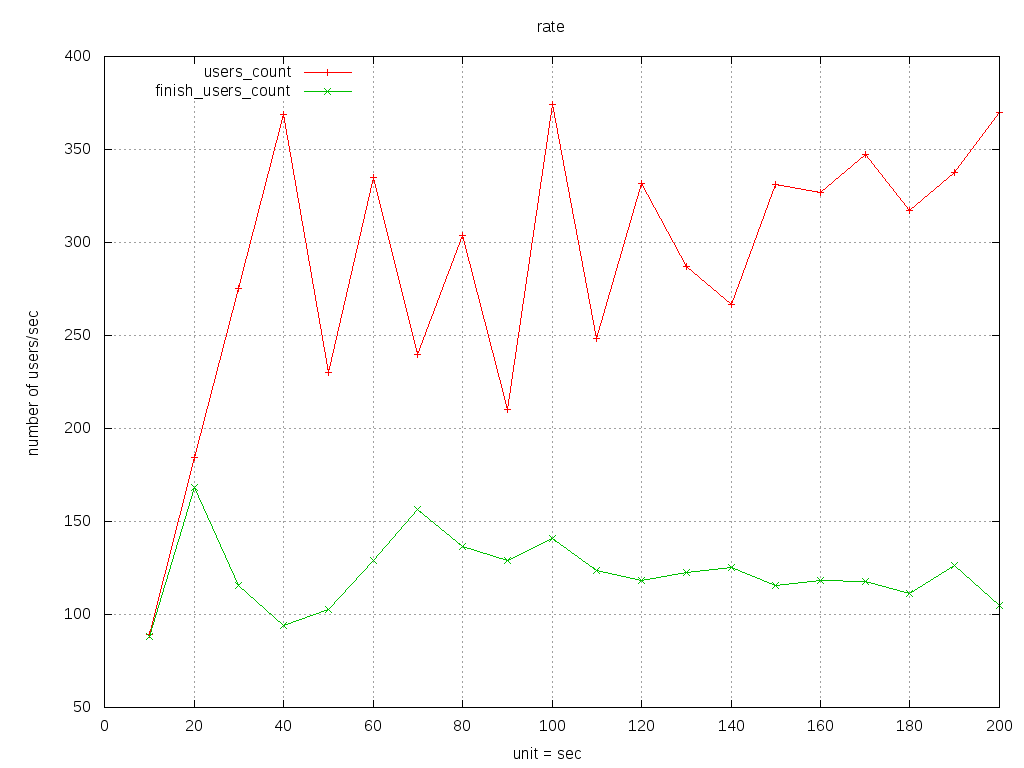 rate
users_count
finish_users_count
400
350
300
250
200
150
100
50
number of users/sec
0 20 40 60 80 100 120 140 160 180 200
unit = sec